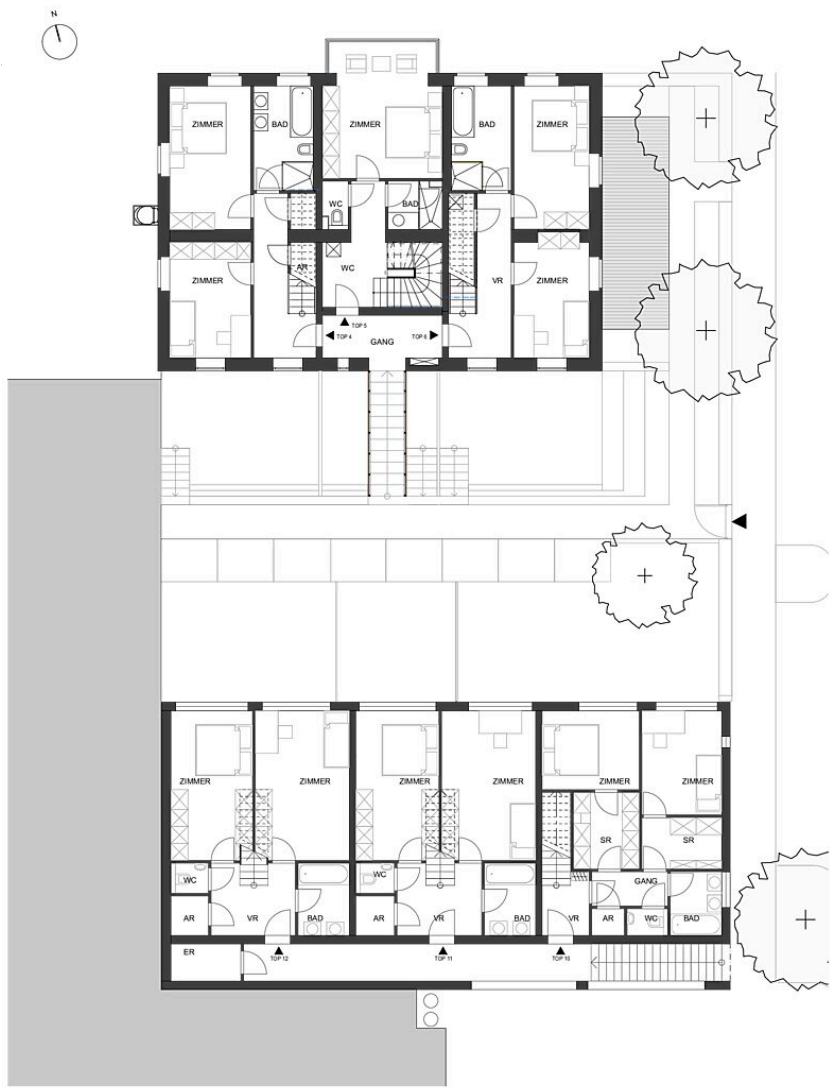 N
ZIMMER
BAD
ZIMMER
BAD
ZIMMER
WC
BAD
ZIMMER
AR
WC
VR
ZIMMER
TOP 5
TOP 4
TOP 6
GANG
ZIMMER
ZIMMER
ZIMMER
ZIMMER
ZIMMER
ZIMMER
SR
SR
WC
WC
GANG
AR
VR
BAD
AR
VR
BAD
VR
AR
WC
BAD
ER
TOP 12
TOP 11
TOP 10